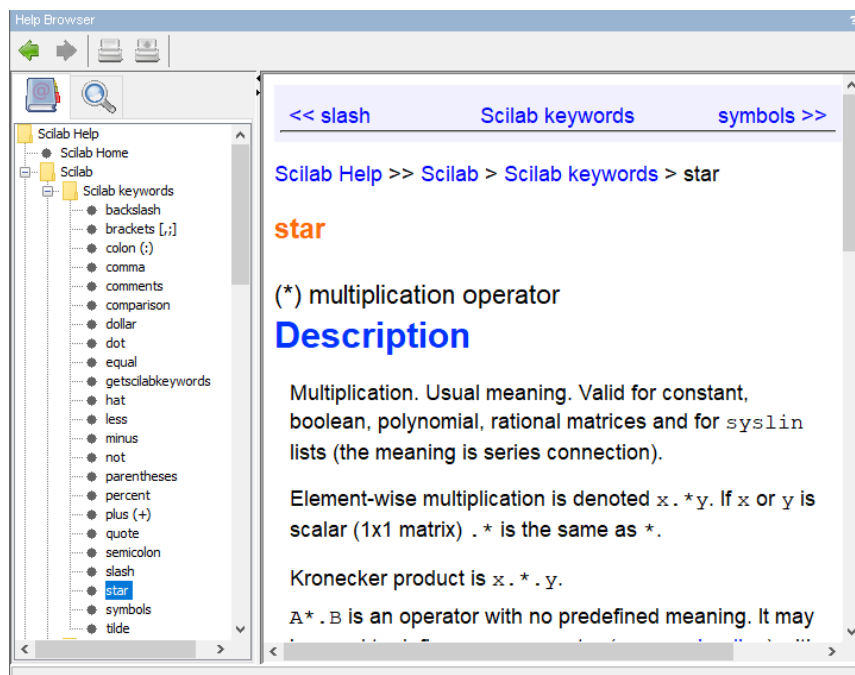 Help Browser
?
Scilab Help
Scilab Home
Scilab
Scilab keywords
backslash
brackets [,;]
colon (:)
comma
comments
comparison
dollar
dot
equal
getscilabkeywords
hat
less
minus
not
parentheses
percent
plus (+)
quote
semicolon
slash
star
symbols
tilde
<< slash Scilab keywords symbols >>
Scilab Help >> Scilab > Scilab keywords > star
star
(*) multiplication operator
Description
Multiplication. Usual meaning. Valid for constant,
boolean, polynomial, rational matrices and for syslin
lists (the meaning is series connection).
Element-wise multiplication is denoted x.*y. If x or y is
scalar (1x1 matrix) .* is the same as *.
Kronecker product is x.*.y.
A*.B is an operator with no predefined meaning. It may